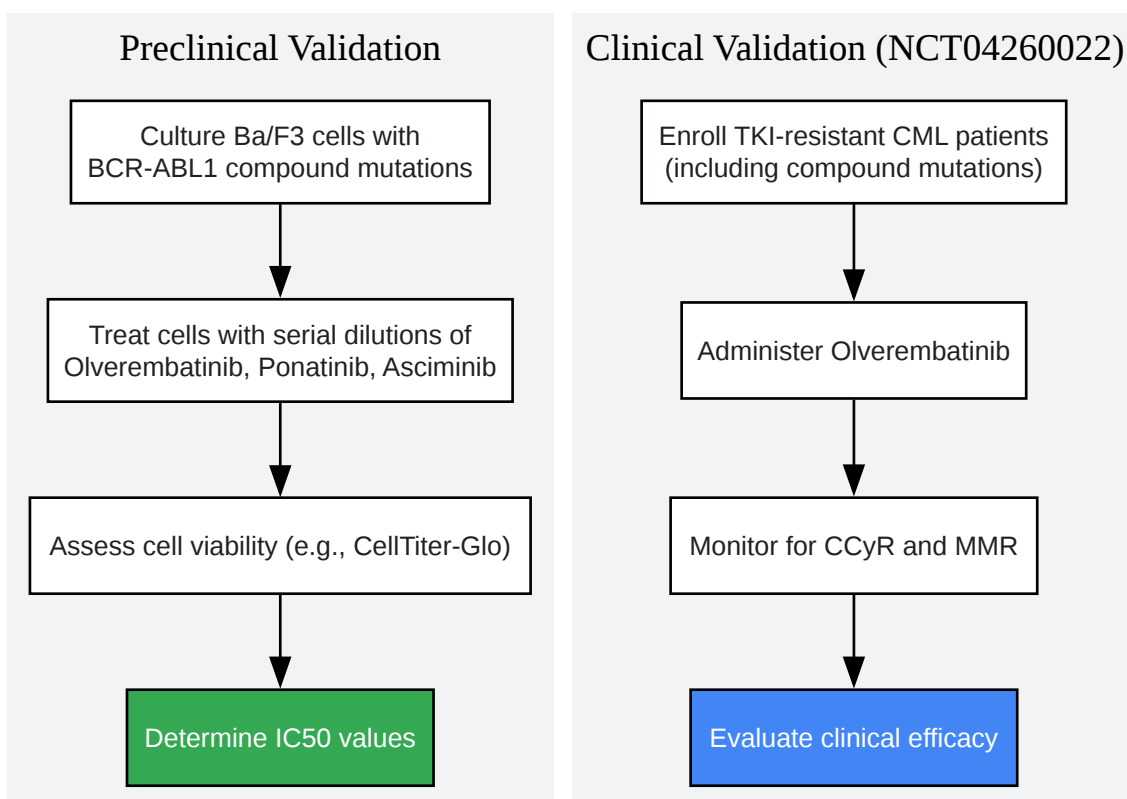 Preclinical Validation
Culture Ba/F3 cells with
BCR-ABL1 compound mutations
Treat cells with serial dilutions of
Olverembatinib, Ponatinib, Asciminib
Assess cell viability (e.g., CellTiter-Glo)
Determine IC50 values
Clinical Validation (NCT04260022)
Enroll TKI-resistant CML patients
(including compound mutations)
Administer Olverembatinib
Monitor for CCyR and MMR
Evaluate clinical efficacy